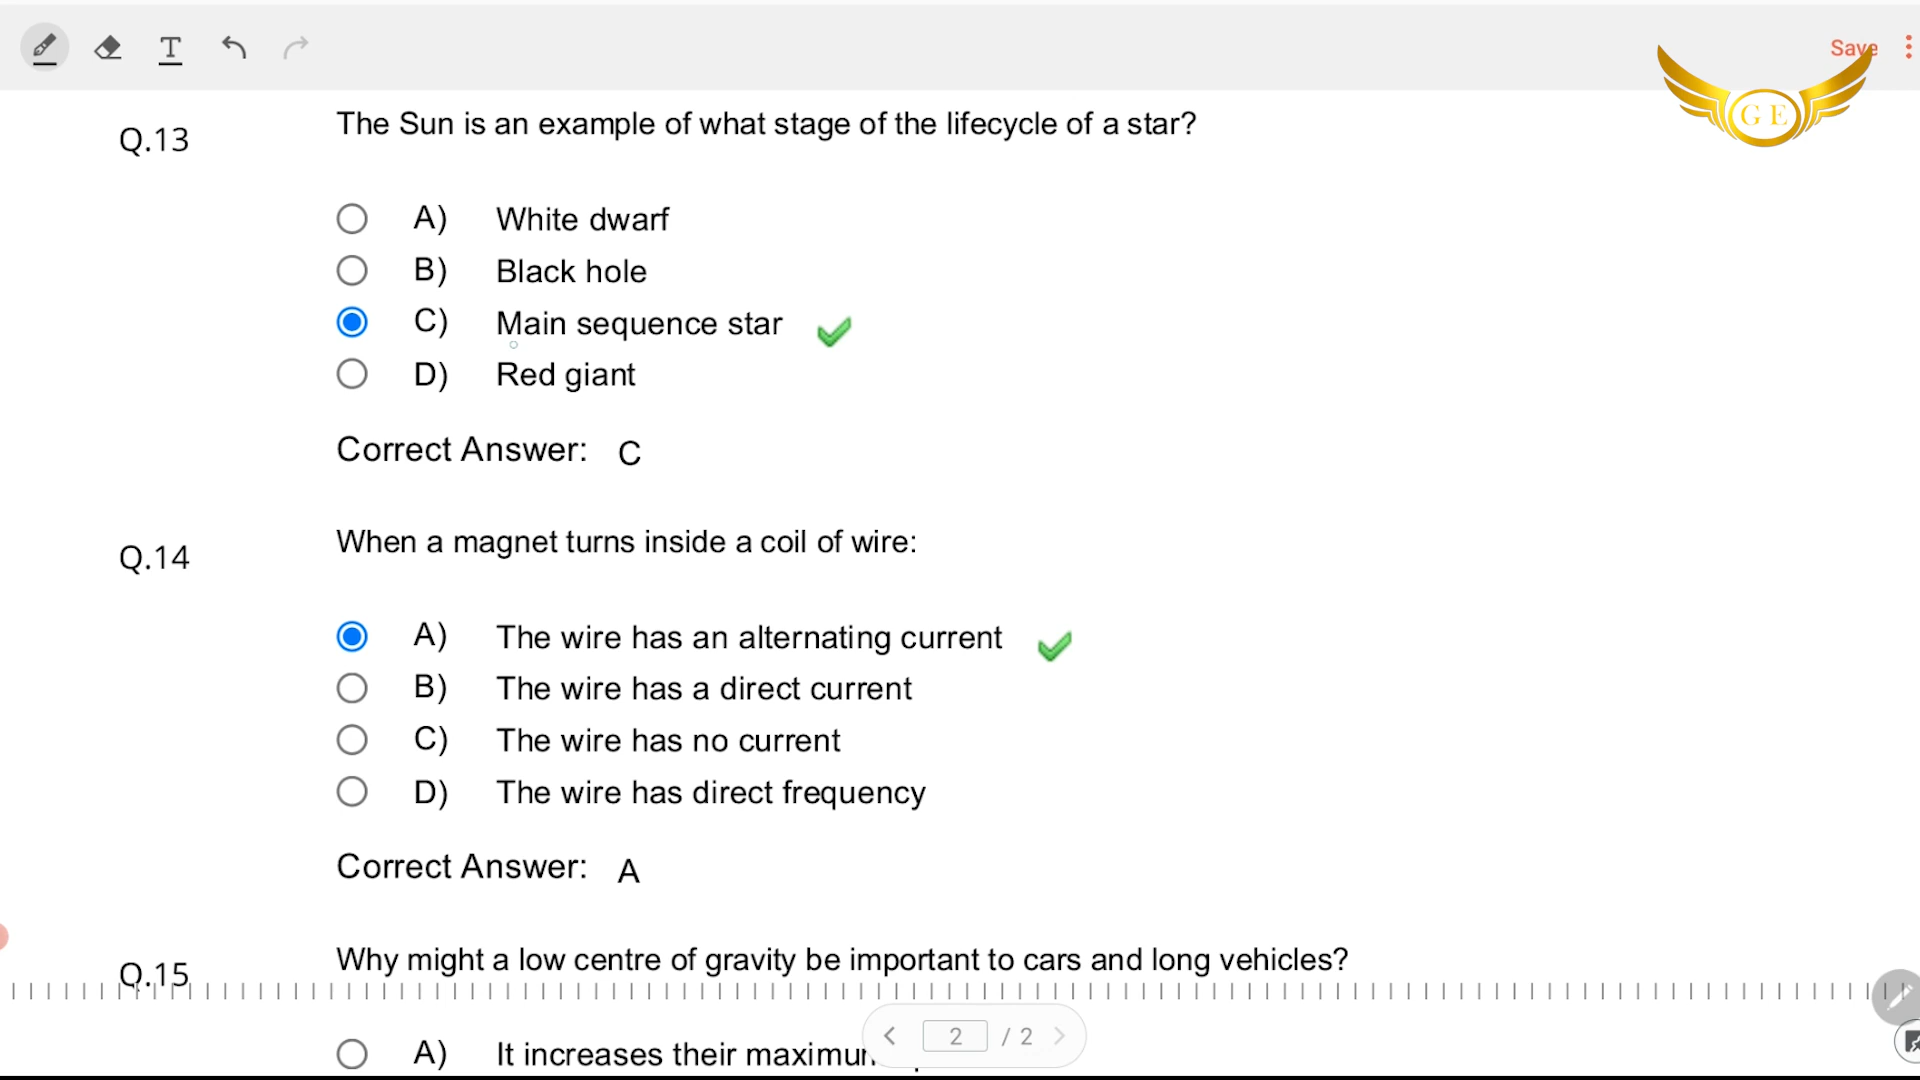 T
Save
G E
Q.13
The Sun is an example of what stage of the lifecycle of a star?
A) White dwarf
B) Black hole
C) Main sequence star
D) Red giant
Correct Answer: C
Q.14
When a magnet turns inside a coil of wire:
A) The wire has an alternating current
B) The wire has a direct current
C) The wire has no current
D) The wire has direct frequency
Correct Answer: A
Q.15
Why might a low centre of gravity be important to cars and long vehicles?
A) It increases their maximum
2 / 2